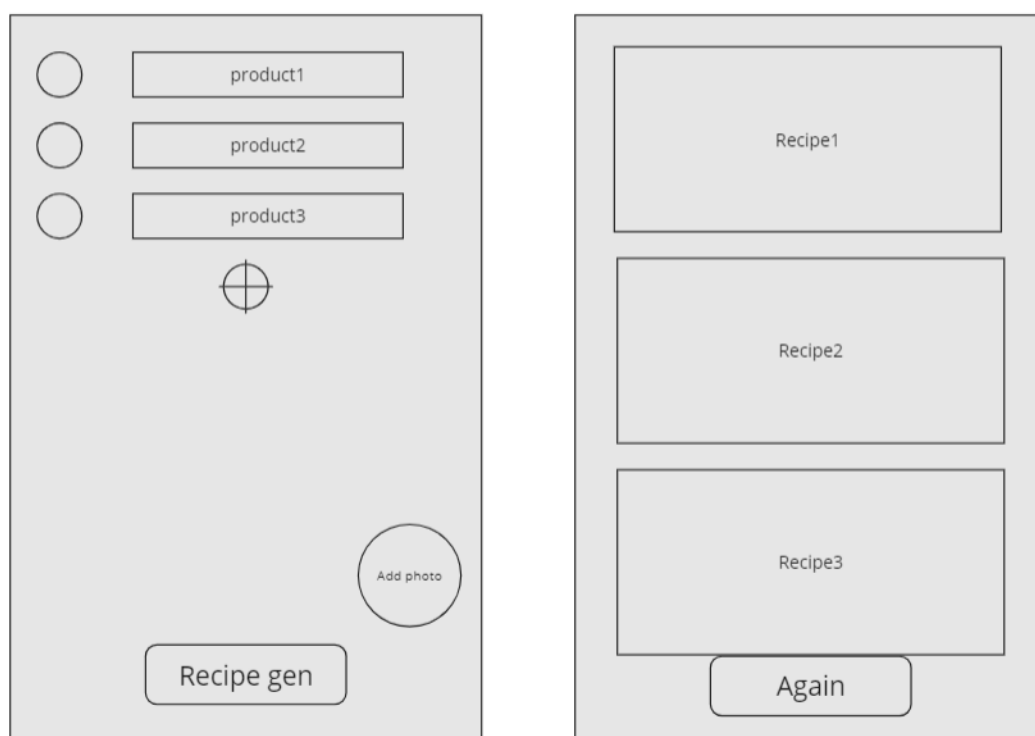 product1
product2
product3
Add photo
Recipe gen
Recipe1
Recipe2
Recipe3
Again